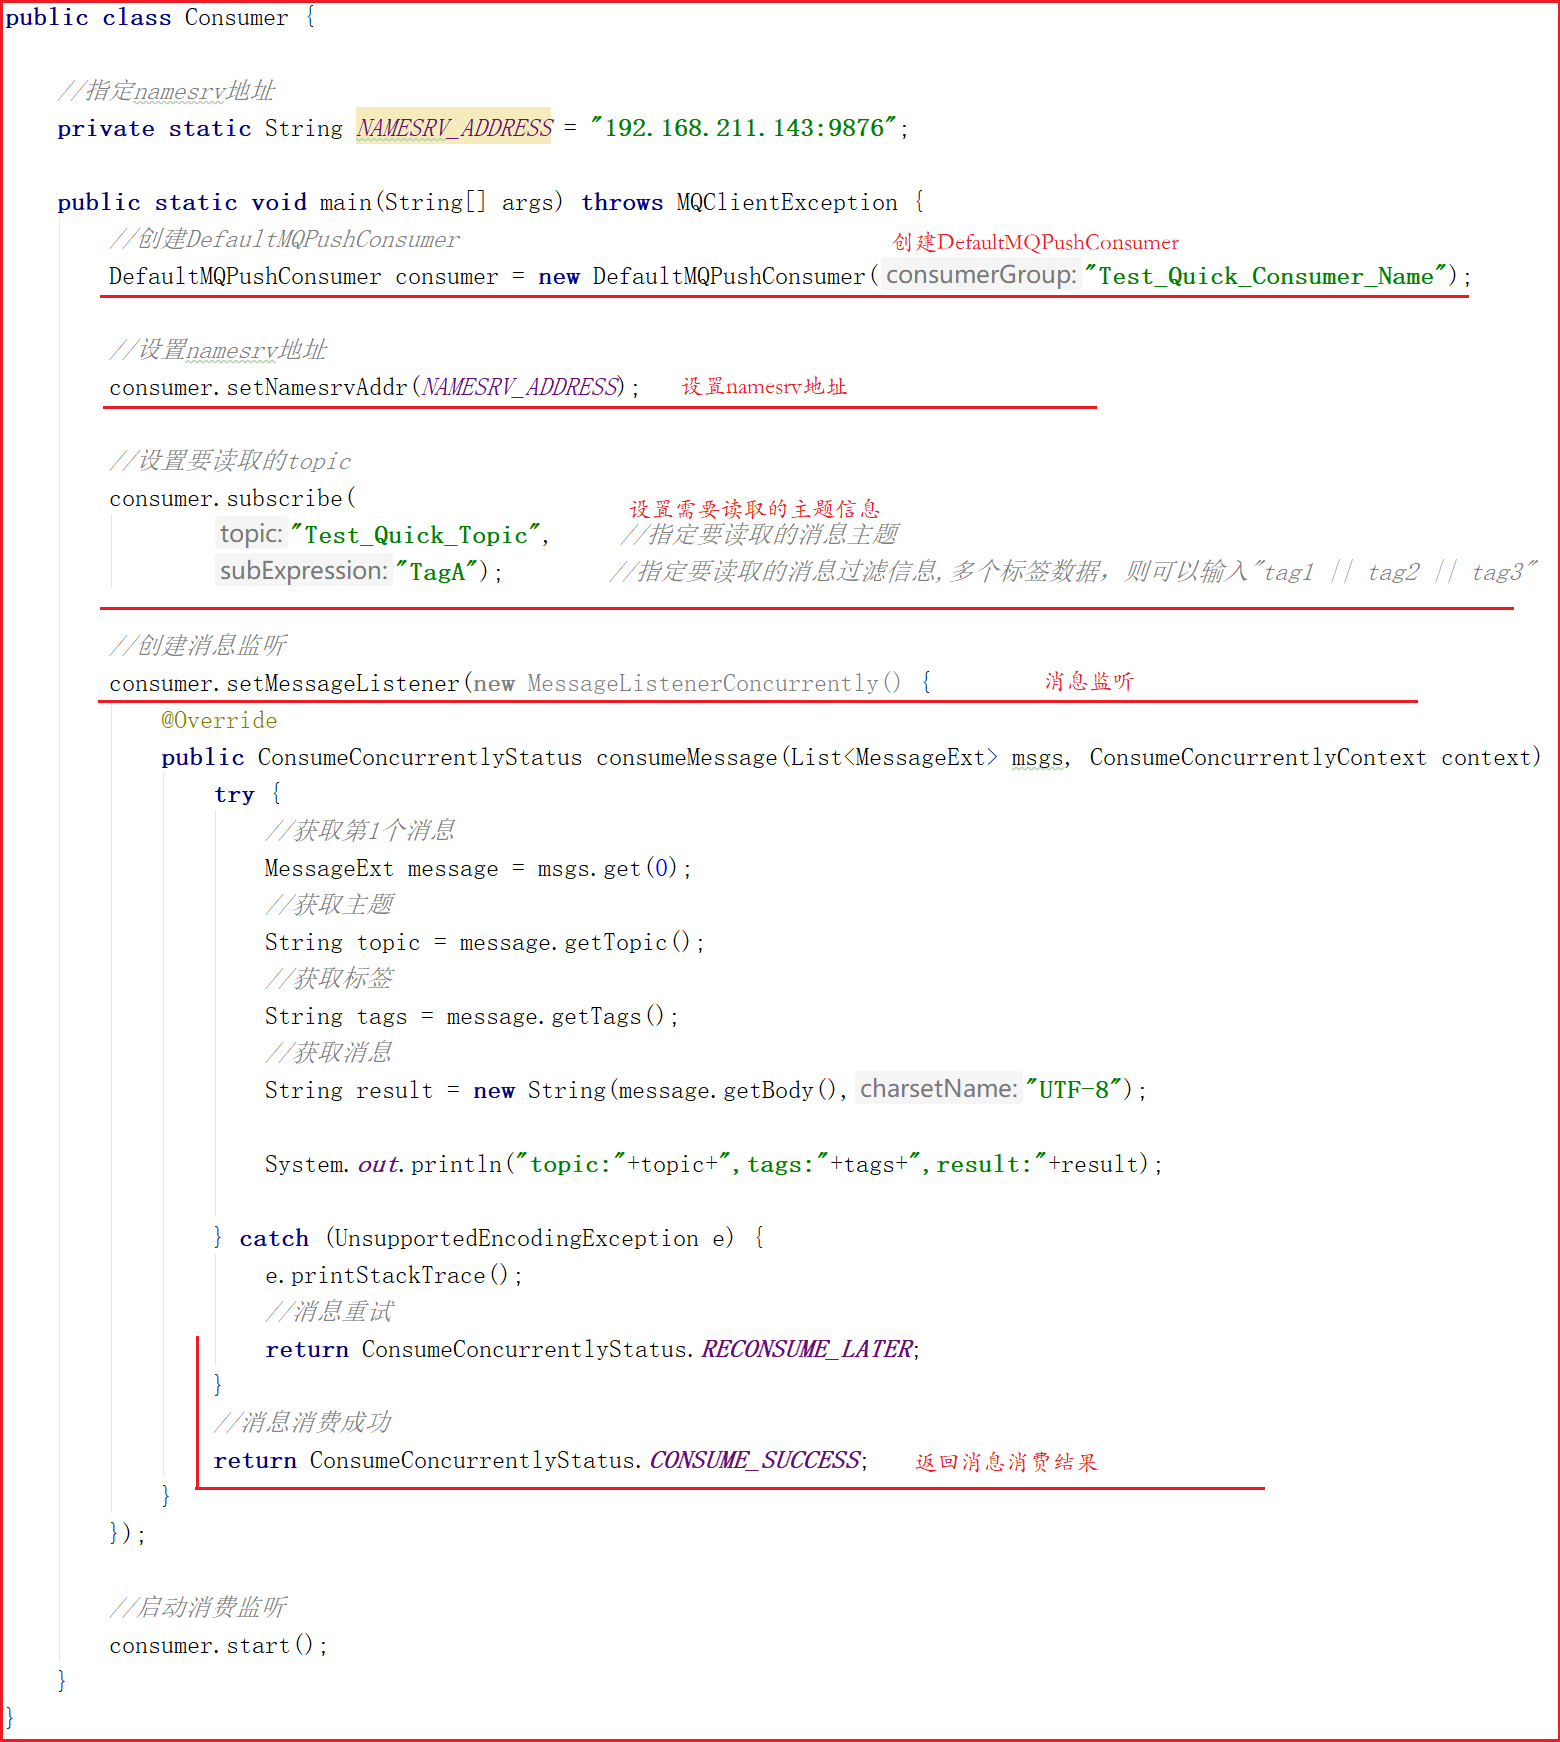 public class Consumer {
//指定namesrv地址
private static String NAMESRV_ADDRESS = "192.168.211.143:9876";
public static void main(String[] args) throws MQClientException {
//创建DefaultMQPushConsumer
创建DefaultMQPushConsumer
DefaultMQPushConsumer consumer = new DefaultMQPushConsumer( consumerGroup: "Test_Quick_Consumer_Name");
//设置namesrv地址
consumer.setNamesrvAddr(NAMESRV_ADDRESS); 设置namesrv地址
//设置要读取的topic
consumer.subscribe(
设置需要读取的主题信息
topic: "Test_Quick_Topic", //指定要读取的消息主题
subExpression: "TagA"); //指定要读取的消息过滤信息,多个标签数据，则可以输入"tag1 || tag2 || tag3"
//创建消息监听
consumer.setMessageListener(new MessageListenerConcurrently() { 消息监听
@Override
public ConsumeConcurrentlyStatus consumeMessage(List<MessageExt> msgs, ConsumeConcurrentlyContext context)
try {
//获取第1个消息
MessageExt message = msgs.get(0);
//获取主题
String topic = message.getTopic();
//获取标签
String tags = message.getTags();
//获取消息
String result = new String(message.getBody(), charsetName: "UTF-8");
System.out.println("topic:"+topic+",tags:"+tags+",result:"+result);
} catch (UnsupportedEncodingException e) {
e.printStackTrace();
//消息重试
return ConsumeConcurrentlyStatus.RECONSUME_LATER;
}
//消息消费成功
return ConsumeConcurrentlyStatus.CONSUME_SUCCESS; 返回消息消费结果
}
});
//启动消费监听
consumer.start();
}
}